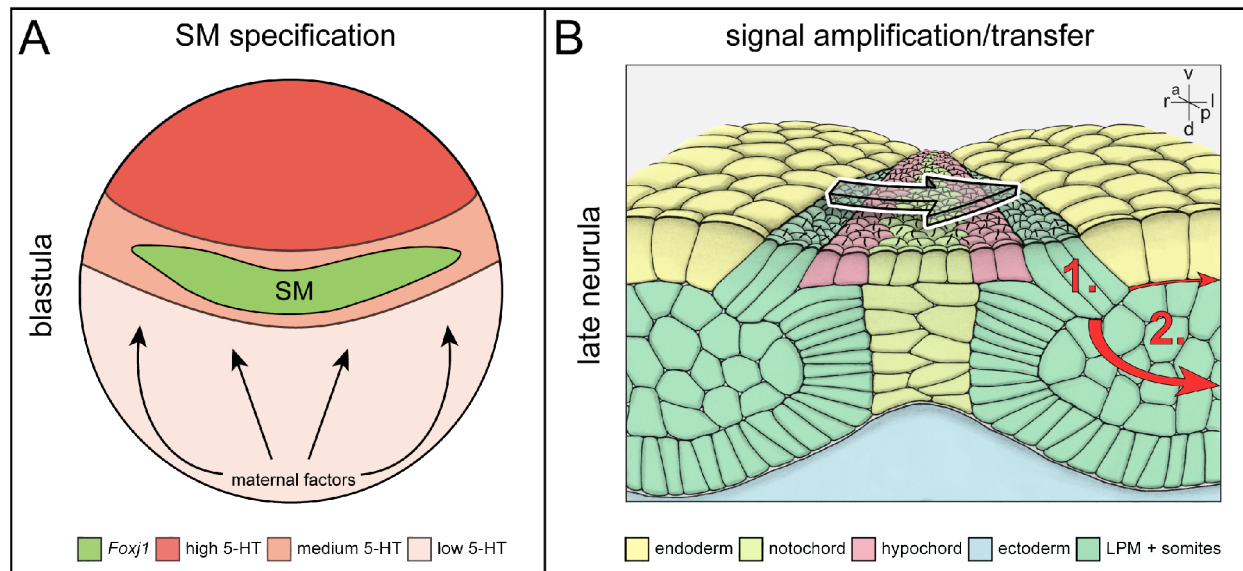 A
SM specification
blastula
SM
maternal factors
Foxj1 high 5-HT medium 5-HT low 5-HT
B
signal amplification/transfer
late neurula
v
a
r l
p
d
1.
2.
endoderm notochord hypochord ectoderm LPM + somites